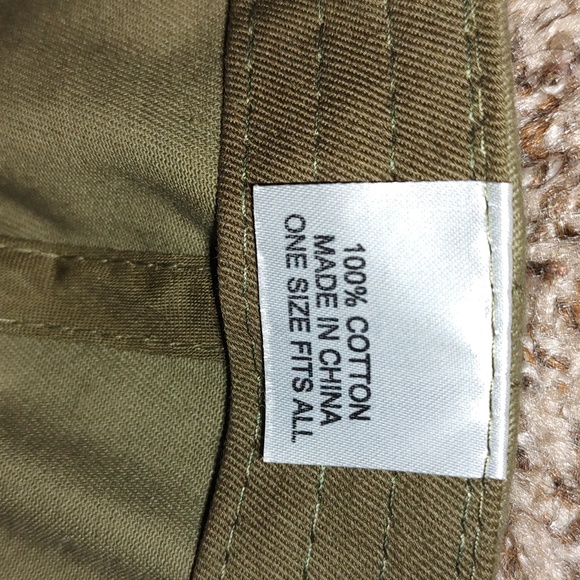 100% COTTON
MADE IN CHINA
ONE SIZE FITS ALL